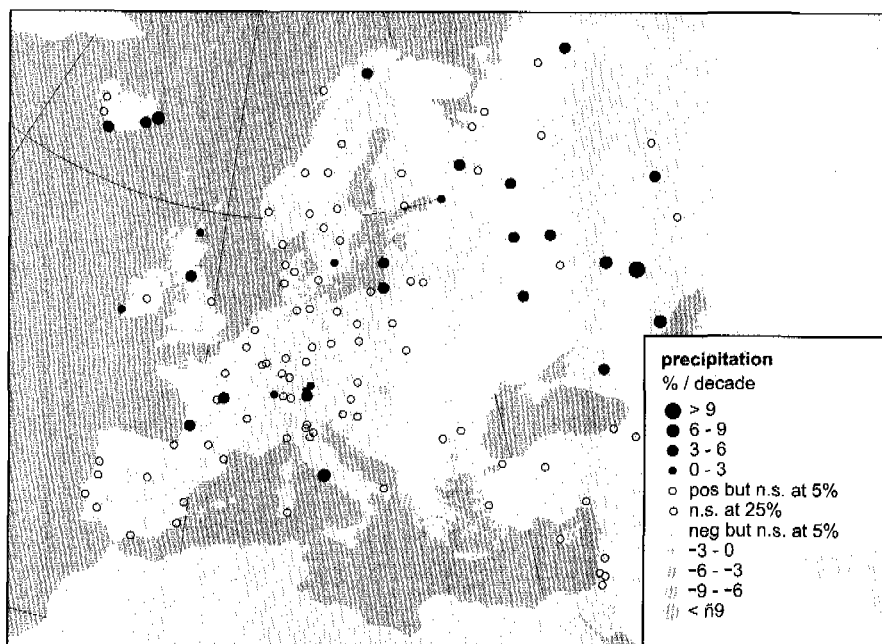 precipitation
% / decade
> 9
6 - 9
3 - 6
0 - 3
pos but n.s. at 5%
n.s. at 25%
neg but n.s. at 5%
−3 - 0
−6 - −3
−9 - −6
< ñ9